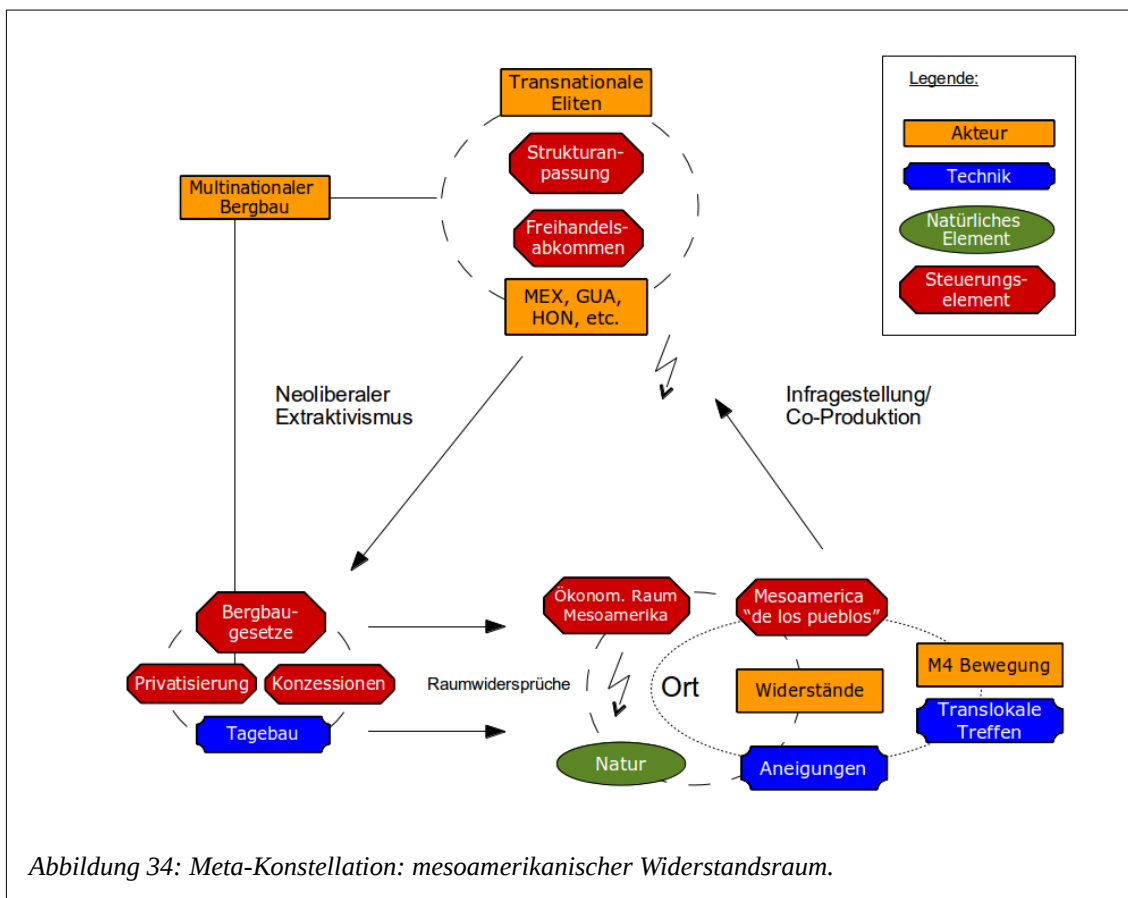 Transnationale
Eliten
Strukturan-
passung
Multinationaler
Bergbau
Freihandels-
abkommen
MEX, GUA,
HON, etc.
Legende:
Akteur
Technik
Natürliches
Element
Steuerungs-
element
Neoliberaler
Extraktivismus
Infragestellung/
Co-Produktion
Bergbau-
gesetze
Privatisierung
Konzessionen
Tagebau
Raumwidersprüche
Ökonom. Raum
Mesoamerika
Mesoamerica
“de los pueblos”
Ort
Widerstände
M4 Bewegung
Translokale
Treffen
Natur
Aneigungen
Abbildung 34: Meta-Konstellation: mesoamerikanischer Widerstandsraum.